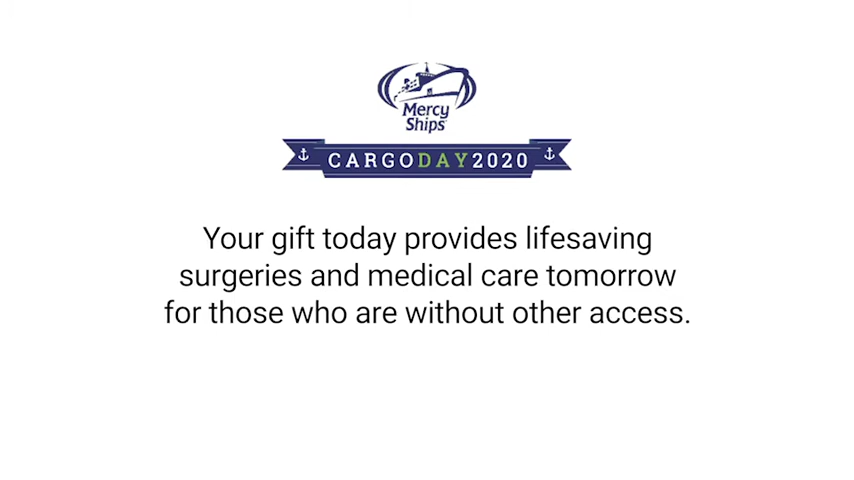 Mercy
Ships
CARGODAY2020
Your gift today provides lifesaving
surgeries and medical care tomorrow
for those who are without other access.